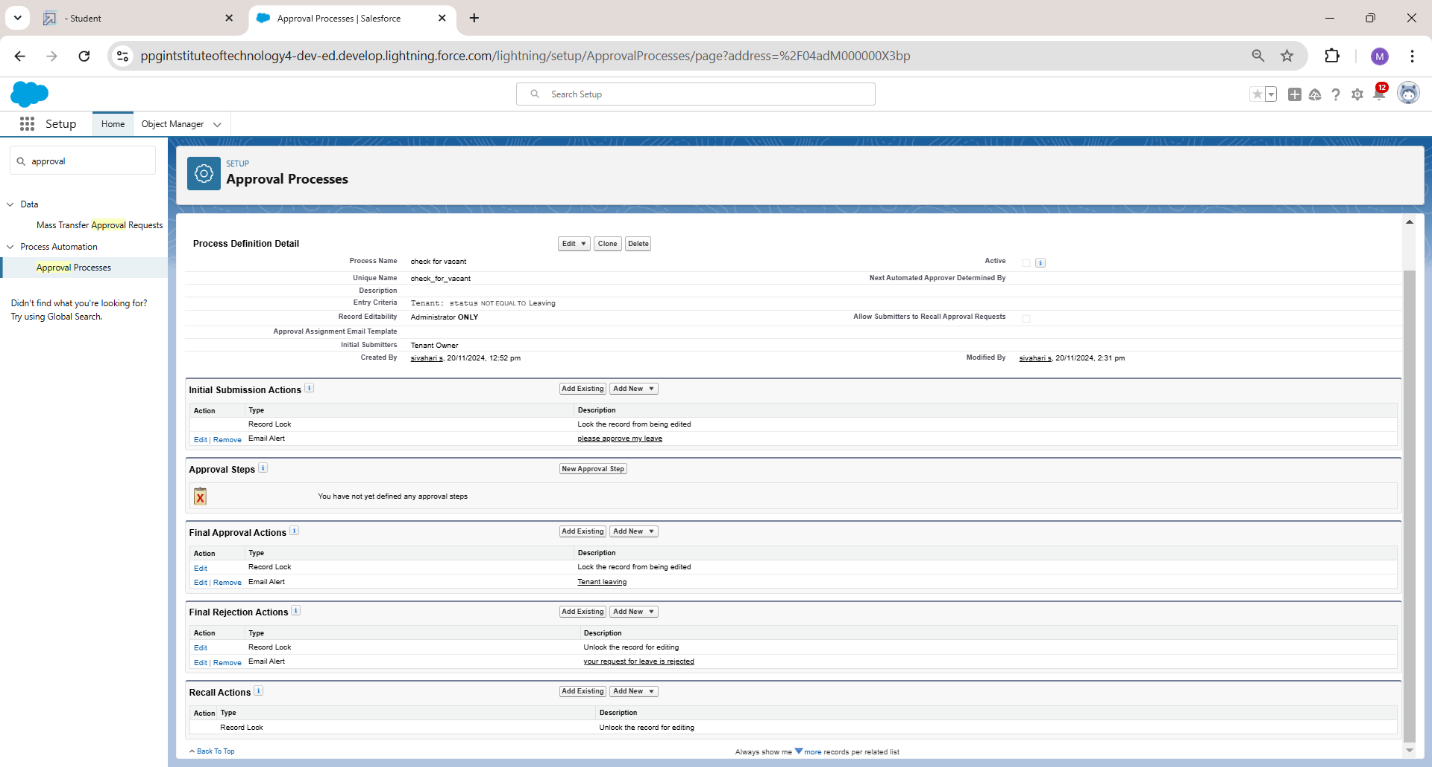 - Student
Approval Processes | Salesforce
ppgintstituteoftechnology4-dev-ed.develop.lightning.force.com/lightning/setup/ApprovalProcesses/page?address=%2F04adM000000X3bp
M
Search Setup
12
Setup
Home
Object Manager
approval
Data
Mass Transfer Approval Requests
Process Automation
Approval Processes
Didn't find what you're looking for?
Try using Global Search.
SETUP
Approval Processes
Process Definition Detail
Edit Clone Delete
Process Name check for vacant Active
Unique Name check_for_vacant Next Automated Approver Determined By
Description
Entry Criteria Tenant: status NOT EQUAL TO Leaving
Record Editability Administrator ONLY Allow Submitters to Recall Approval Requests
Approval Assignment Email Template
Initial Submitters Tenant Owner
Created By sivahari s, 20/11/2024, 12:52 pm Modified By sivahari s, 20/11/2024, 2:31 pm
Initial Submission Actions Add Existing Add New
Action Type Description
Record Lock Lock the record from being edited
Edit | Remove Email Alert please approve my leave
Approval Steps New Approval Step
You have not yet defined any approval steps
Final Approval Actions Add Existing Add New
Action Type Description
Edit Record Lock Lock the record from being edited
Edit | Remove Email Alert Tenant leaving
Final Rejection Actions Add Existing Add New
Action Type Description
Edit Record Lock Unlock the record for editing
Edit | Remove Email Alert your request for leave is rejected
Recall Actions Add Existing Add New
Action Type Description
Record Lock Unlock the record for editing
Back To Top Always show me more records per related list